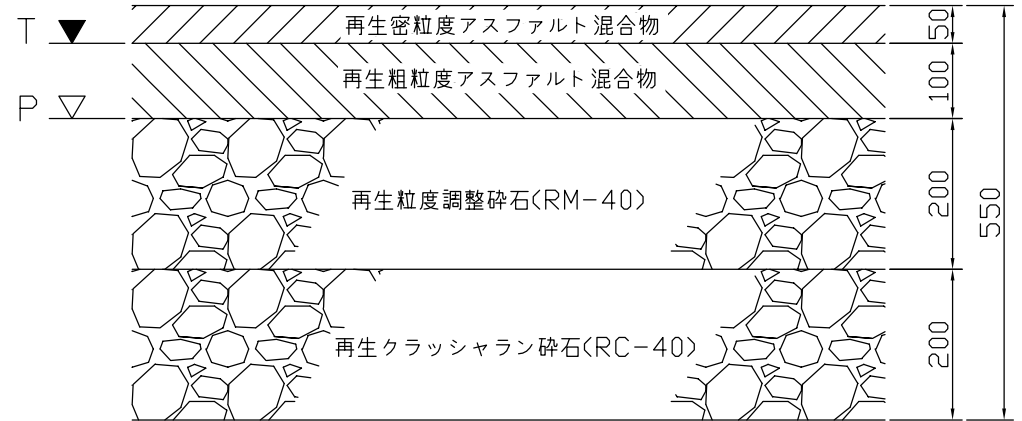 再生密粒度アスファルト混合物
50
T
再生粗粒度アスファルト混合物
100
P
再生粒度調整砕石(RM-40)
200
550
再生クラッシャラン砕石(RC-40)
200